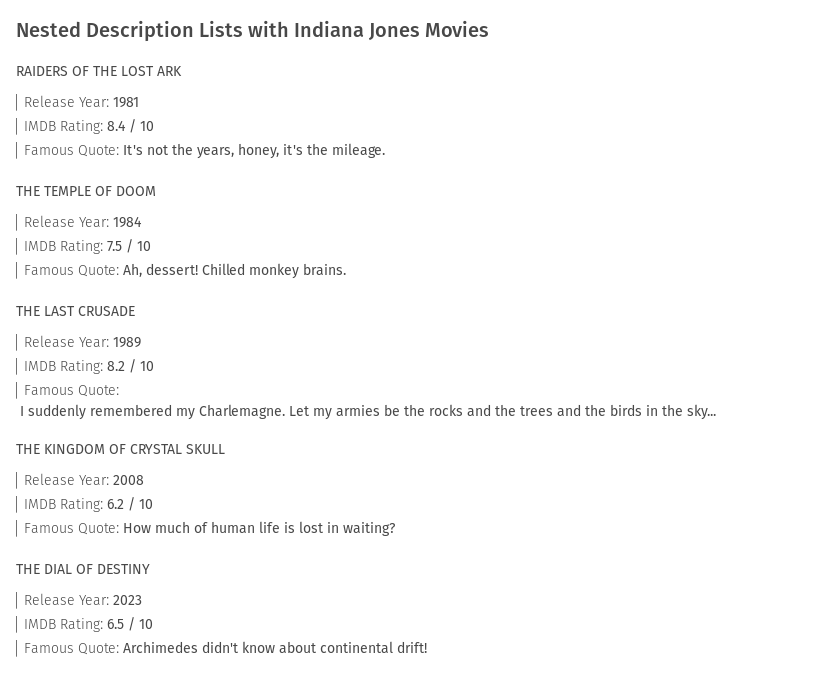 Nested Description Lists with Indiana Jones Movies
RAIDERS OF THE LOST ARK
Release Year: 1981
IMDB Rating: 8.4 / 10
Famous Quote: It's not the years, honey, it's the mileage.
THE TEMPLE OF DOOM
Release Year: 1984
IMDB Rating: 7.5 / 10
Famous Quote: Ah, dessert! Chilled monkey brains.
THE LAST CRUSADE
Release Year: 1989
IMDB Rating: 8.2 / 10
Famous Quote:
I suddenly remembered my Charlemagne. Let my armies be the rocks and the trees and the birds in the sky...
THE KINGDOM OF CRYSTAL SKULL
Release Year: 2008
IMDB Rating: 6.2 / 10
Famous Quote: How much of human life is lost in waiting?
THE DIAL OF DESTINY
Release Year: 2023
IMDB Rating: 6.5 / 10
Famous Quote: Archimedes didn't know about continental drift!